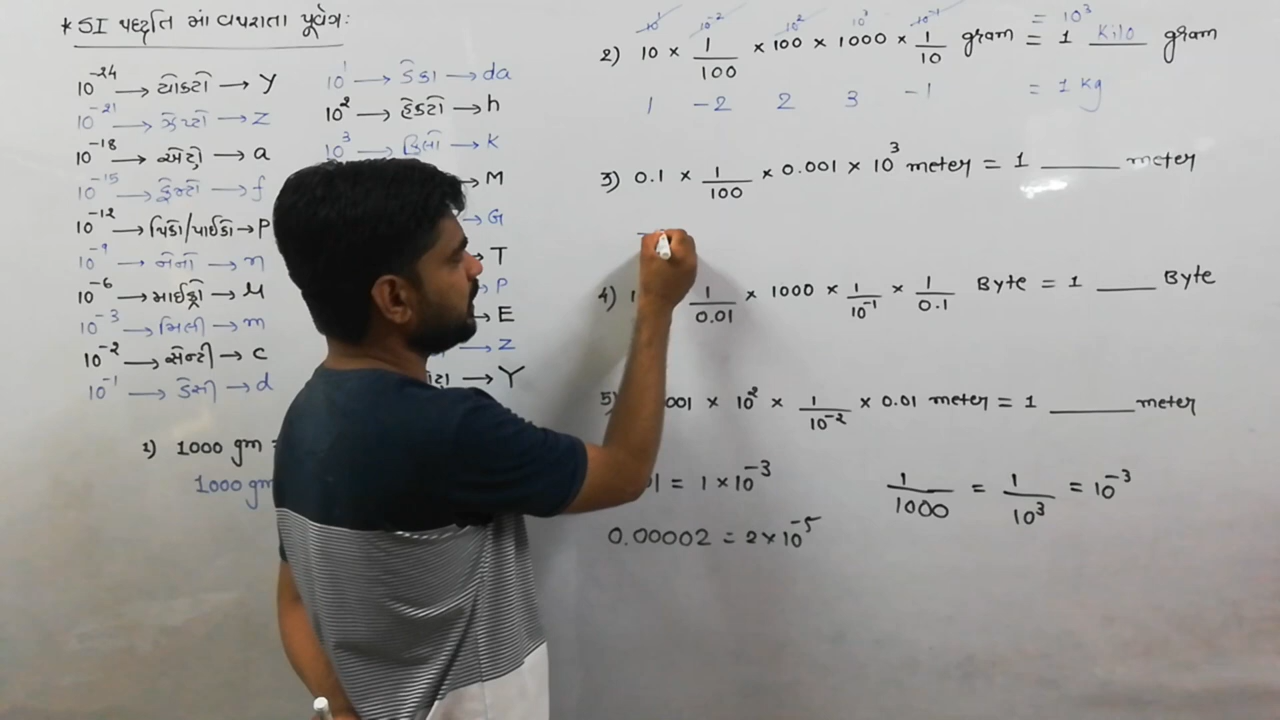 * SI પદ્ધતિ માં વપરાતા પૂર્વગ:
10⁻²⁴ → યોકટો → y
10⁻²¹ → ઝેપ્ટો → z
10⁻¹⁸ → એટ્ટો → a
10⁻¹⁵ → ફેમ્ટો → f
10⁻¹² → પિકો/પાઈકો → P
10⁻⁹ → નેનો → n
10⁻⁶ → માઈક્રો → μ
10⁻³ → મિલી → m
10⁻² → સેન્ટી → c
10⁻¹ → ડેસી → d
10¹ → ડેકા → da
10² → હેકટો → h
10³ → કિલો → k
→ M
→ G
→ T
P
→ E
→ Z
→ Y
1) 1000 gm
1000 gm
10¹ 10⁻² 10² 10³ 10⁻¹ = 10³
2) 10 × 1/100 × 100 × 1000 × 1/10 gram = 1 Kilo gram
1 -2 2 3 -1 = 1 kg
3) 0.1 × 1/100 × 0.001 × 10³ meter = 1 ______ meter
4) 1 1/0.01 × 1000 × 1/10⁻¹ × 1/0.1 Byte = 1 ____ Byte
5) 001 × 10² × 1/10⁻² × 0.01 meter = 1 ______ meter
01 = 1 × 10⁻³
0.00002 = 2 × 10⁻⁵
1/1000 = 1/10³ = 10⁻³